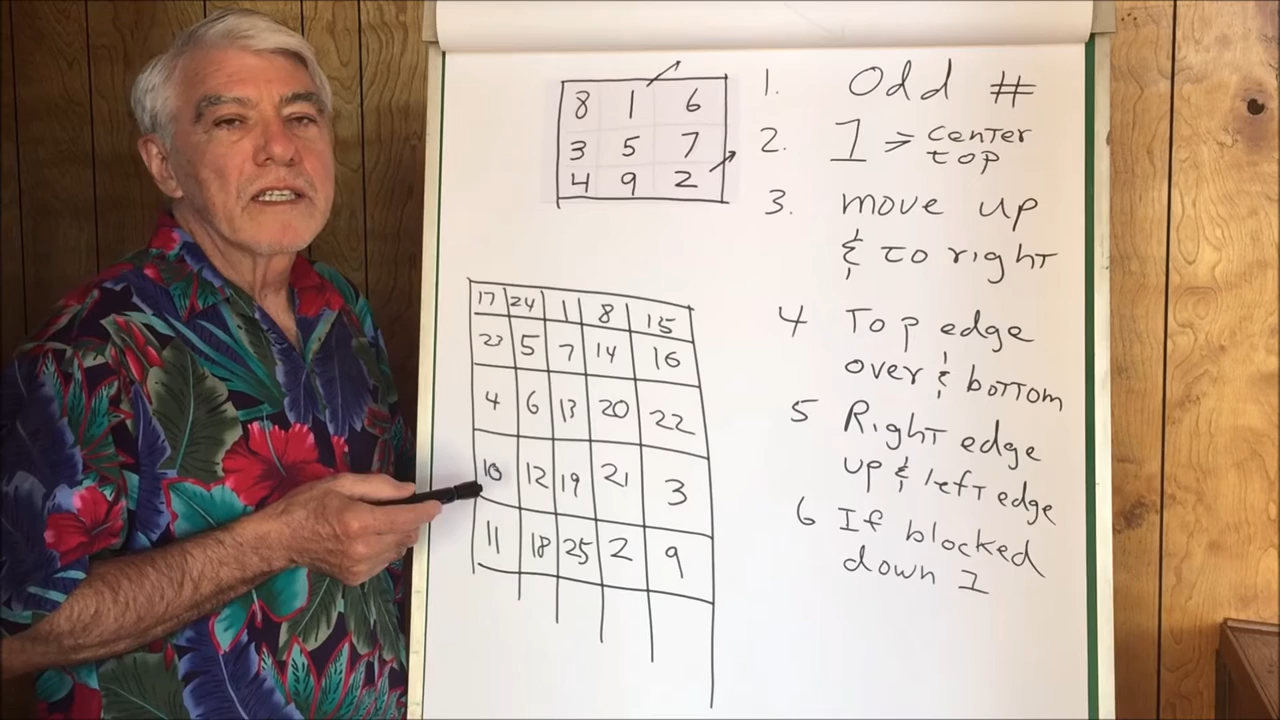 8 1 6
3 5 7
4 9 2
1. Odd #
2. 1 => center
top
3. move up
& to right
17 24 1 8 15
23 5 7 14 16
4 6 13 20 22
10 12 19 21 3
11 18 25 2 9
4 Top edge
over & bottom
5 Right edge
up & left edge
6 If blocked
down 1